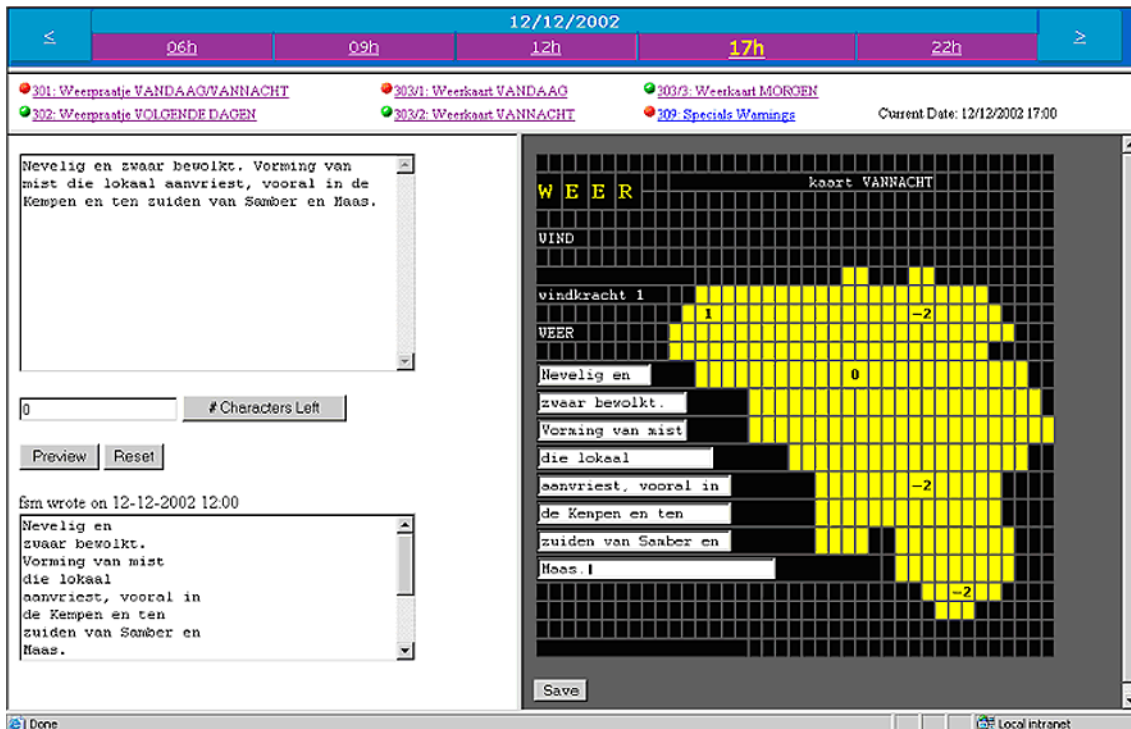 12/12/2002
≤ 06h 09h 12h 17h 22h ≥
301: Weerpraatje VANDAAG/VANNACHT 303/1: Weerkaart VANDAAG 303/3: Weerkaart MORGEN
302: Weerpraatje VOLGENDE DAGEN 303/2: Weerkaart VANNACHT 309: Specials Warnings Current Date: 12/12/2002 17:00
Nevelig en zwaar bewolkt. Vorming van
mist die lokaal aanvriest, vooral in de
Kempen en ten zuiden van Samber en Maas.
0 # Characters Left
Preview Reset
fsm wrote on 12-12-2002 12:00
Nevelig en
zwaar bewolkt.
Vorming van mist
die lokaal
aanvriest, vooral in
de Kempen en ten
zuiden van Samber en
Maas.
WEER kaart VANNACHT
WIND
windkracht 1
1 -2
WEER
Nevelig en 0
zwaar bewolkt.
Vorming van mist
die lokaal
aanvriest, vooral in -2
de Kempen en ten
zuiden van Samber en
Maas.
-2
Save
Done Local intranet